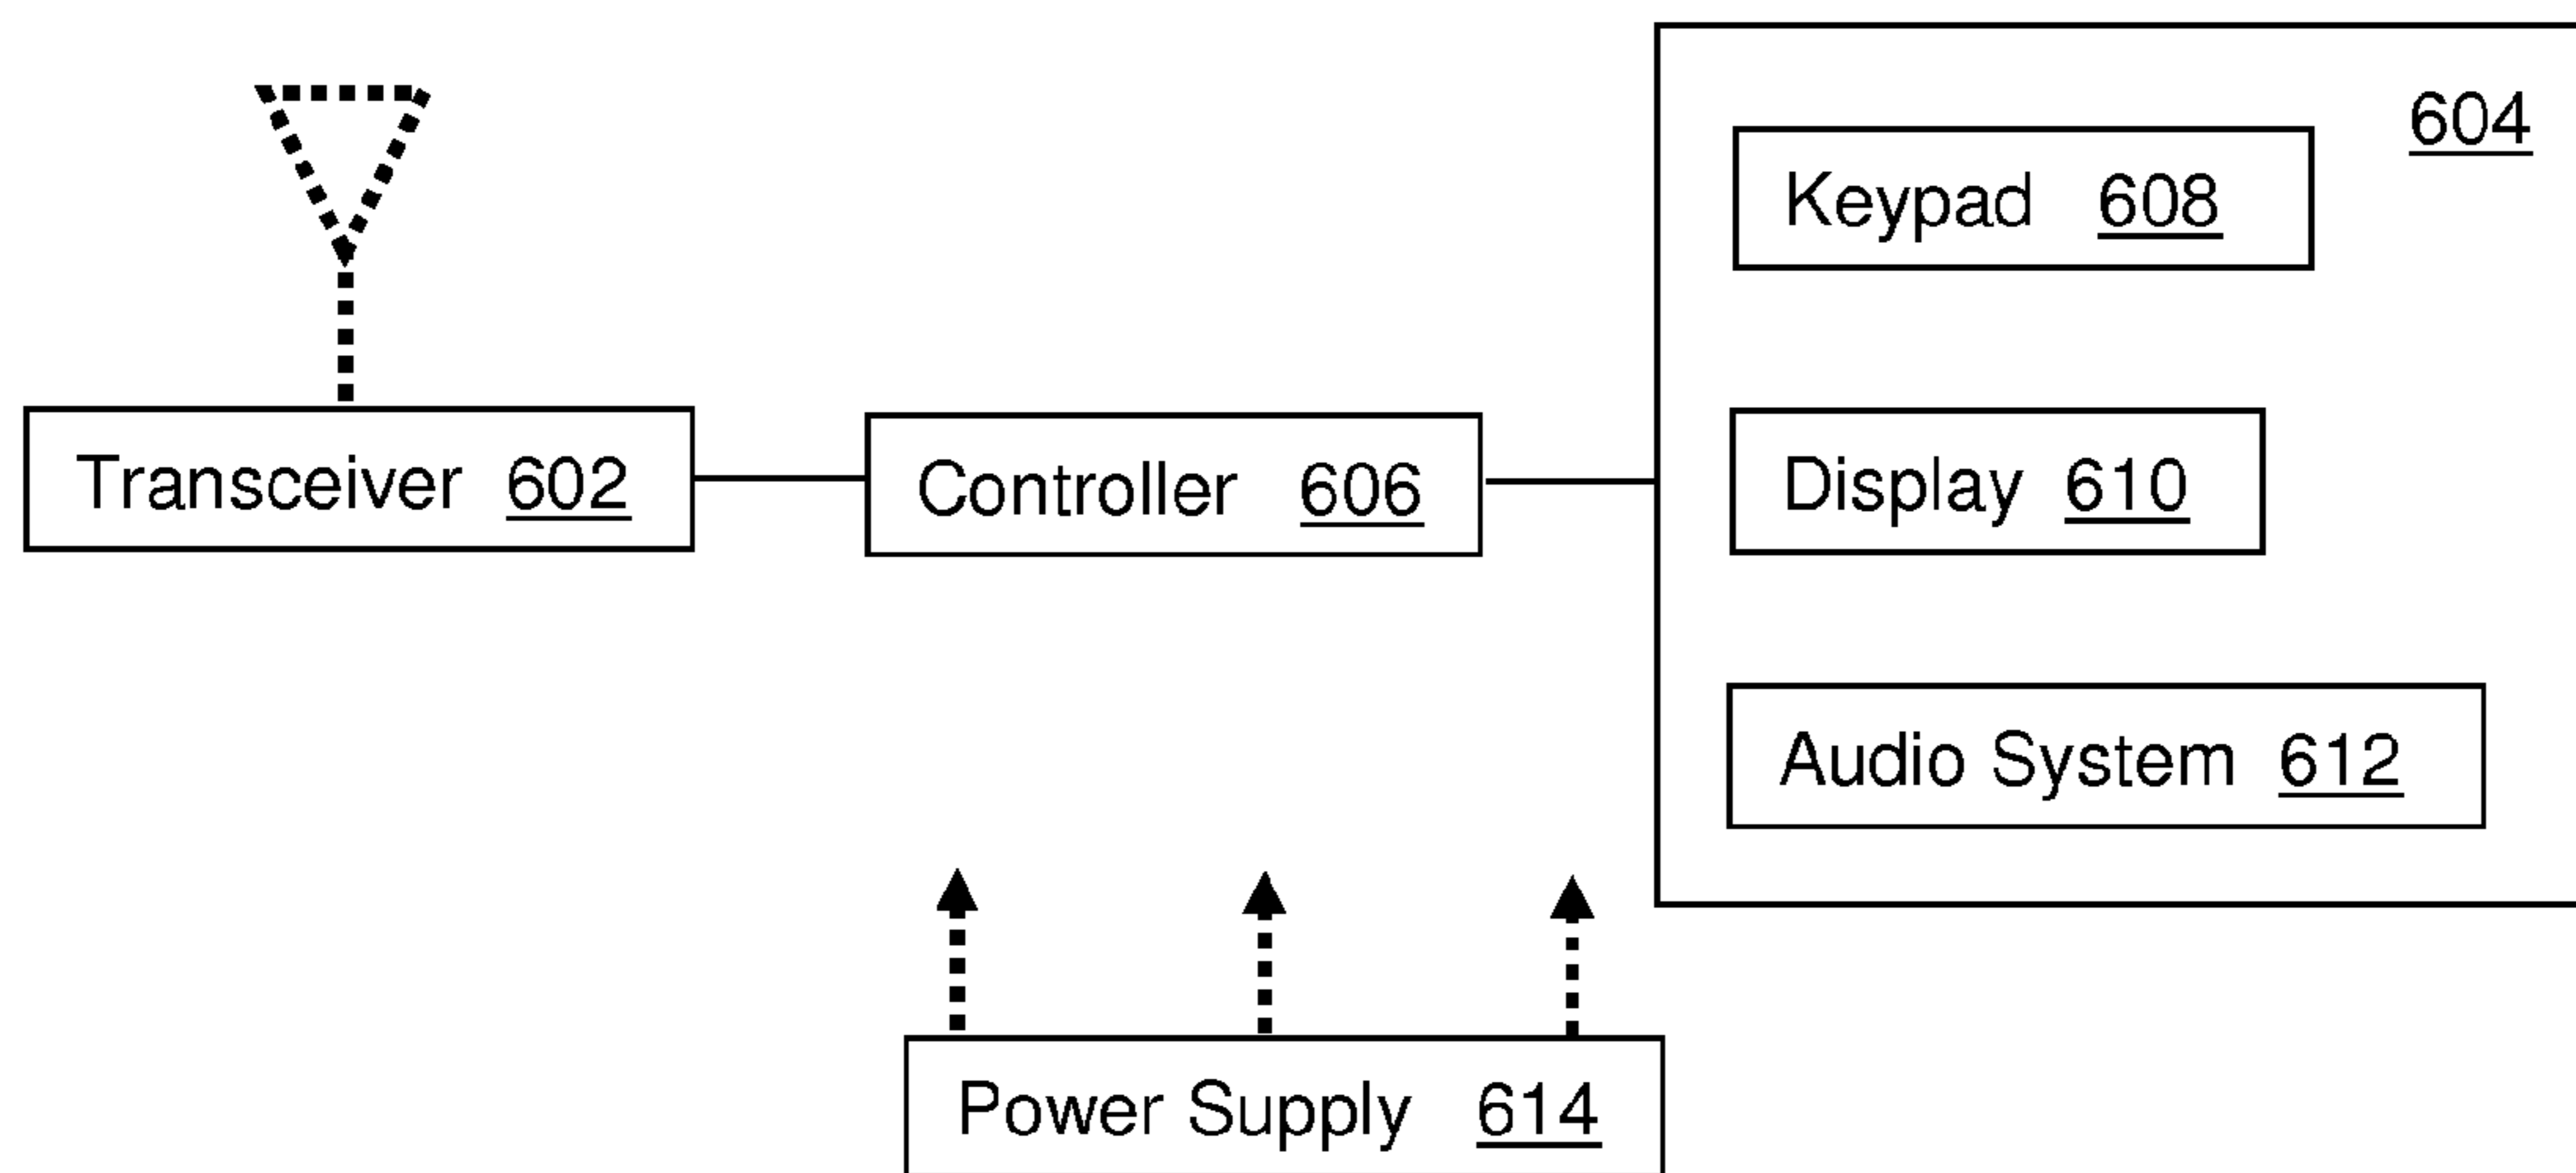 604
Keypad 608
Transceiver 602
Controller 606
Display 610
Audio System 612
Power Supply 614